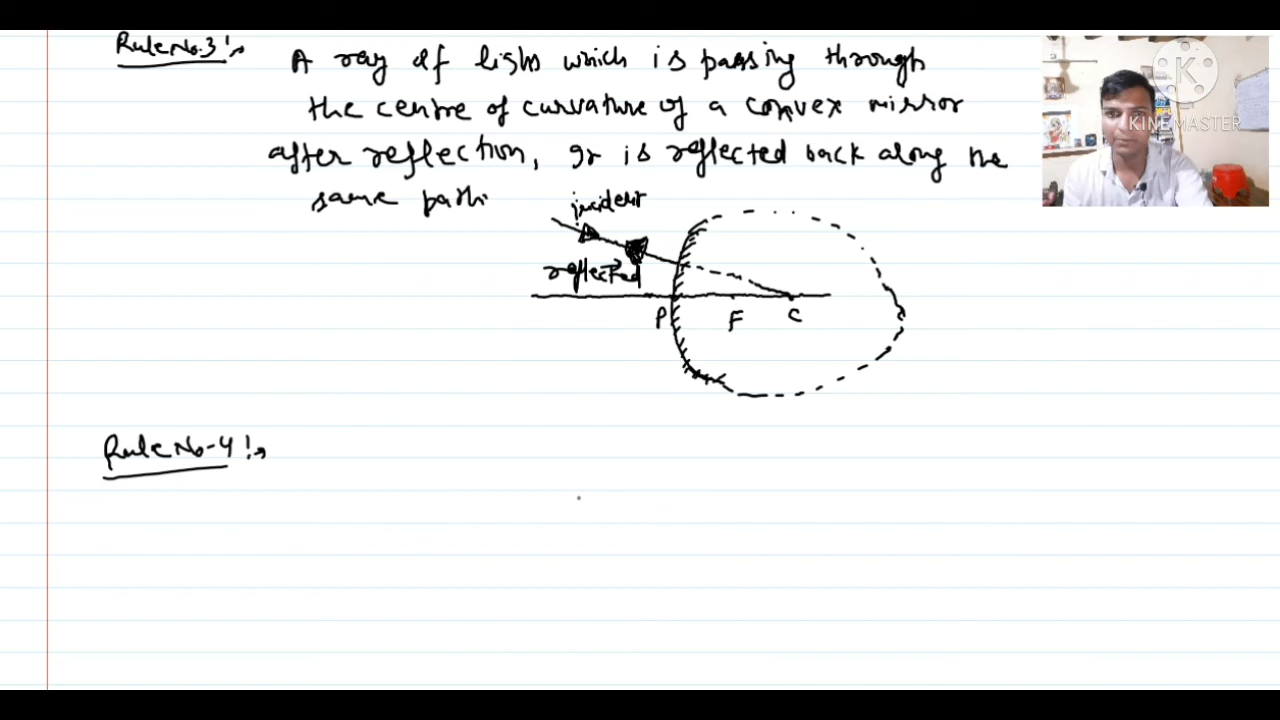 Rule No. 3!→
A ray of light which is passing through
the centre of curvature of a convex mirror
after reflection, It is reflected back along the
same path
incident
reflected
P F C
Rule No-4!→
K
KINEMASTER